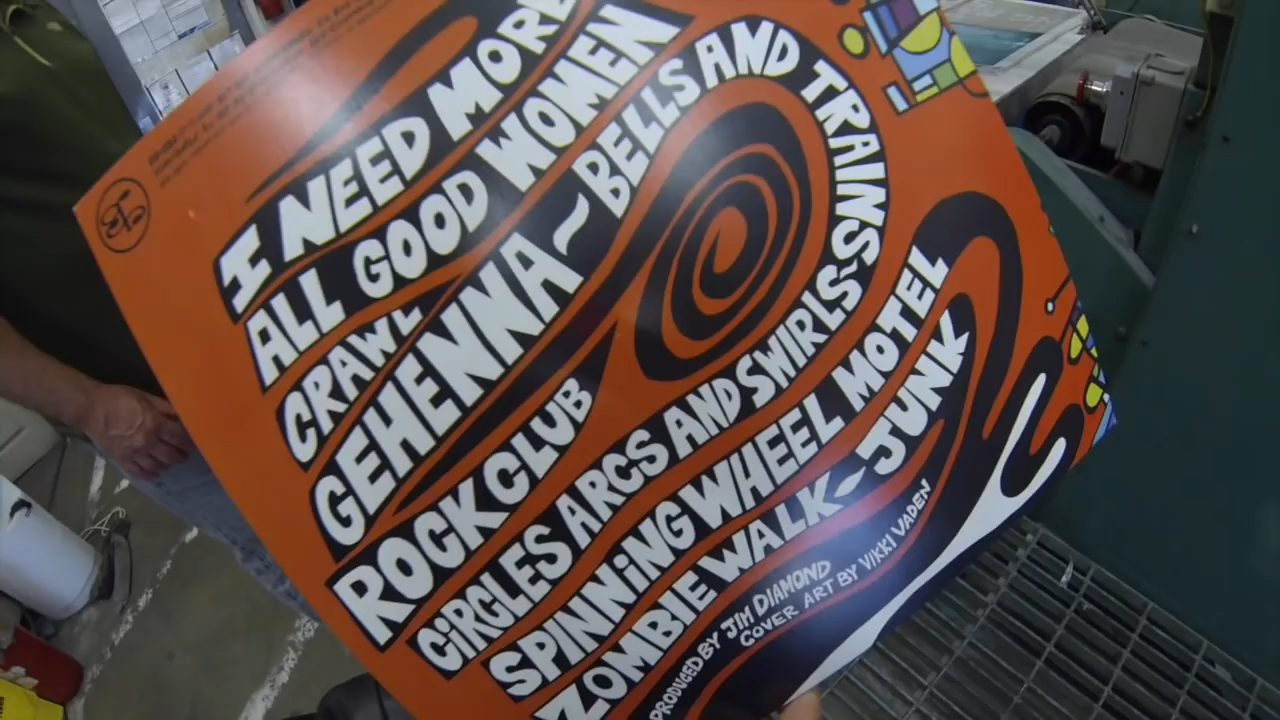 I NEED MORE
ALL GOOD WOMEN
CRAWL
GEHENNA~BELLS AND TRAINS
ROCK CLUB
CiRGLES ARCS AND SWIRLS~
SPINNiNG WHEEL MOTEL
ZOMBIE WALK~JUNK
PRODUCED BY JIM DIAMOND
COVER ART BY VIKKI VADEN